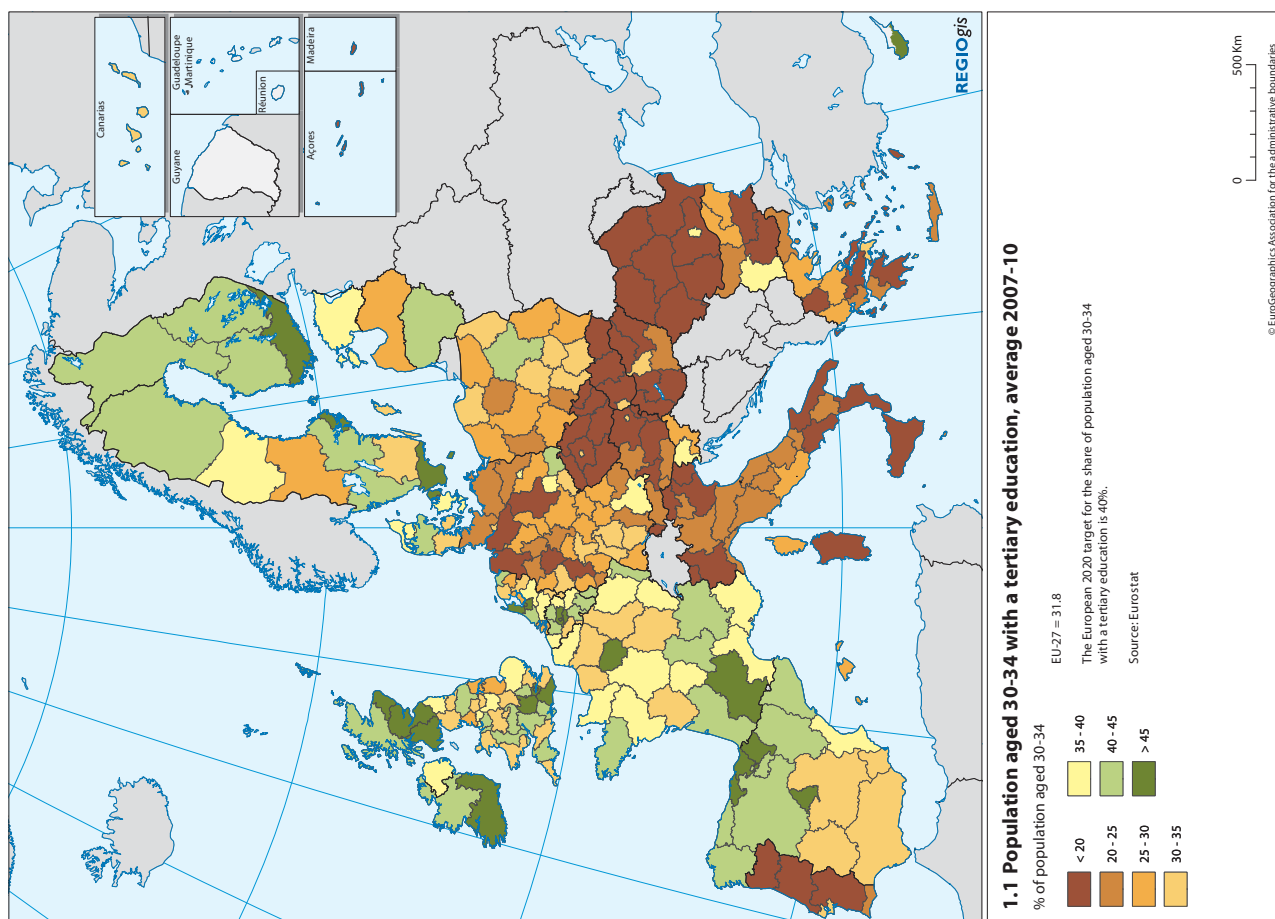 Canarias
Guyane
Guadeloupe
Martinique
Réunion
Açores
Madeira
REGIOgis
1.1 Population aged 30-34 with a tertiary education, average 2007-10
% of population aged 30-34
< 20
20 - 25
25 - 30
30 - 35
35 - 40
40 - 45
> 45
EU-27 = 31.8
The European 2020 target for the share of population aged 30-34
with a tertiary education is 40%.
Source: Eurostat
0
500 Km
© EuroGeographics Association for the administrative boundaries